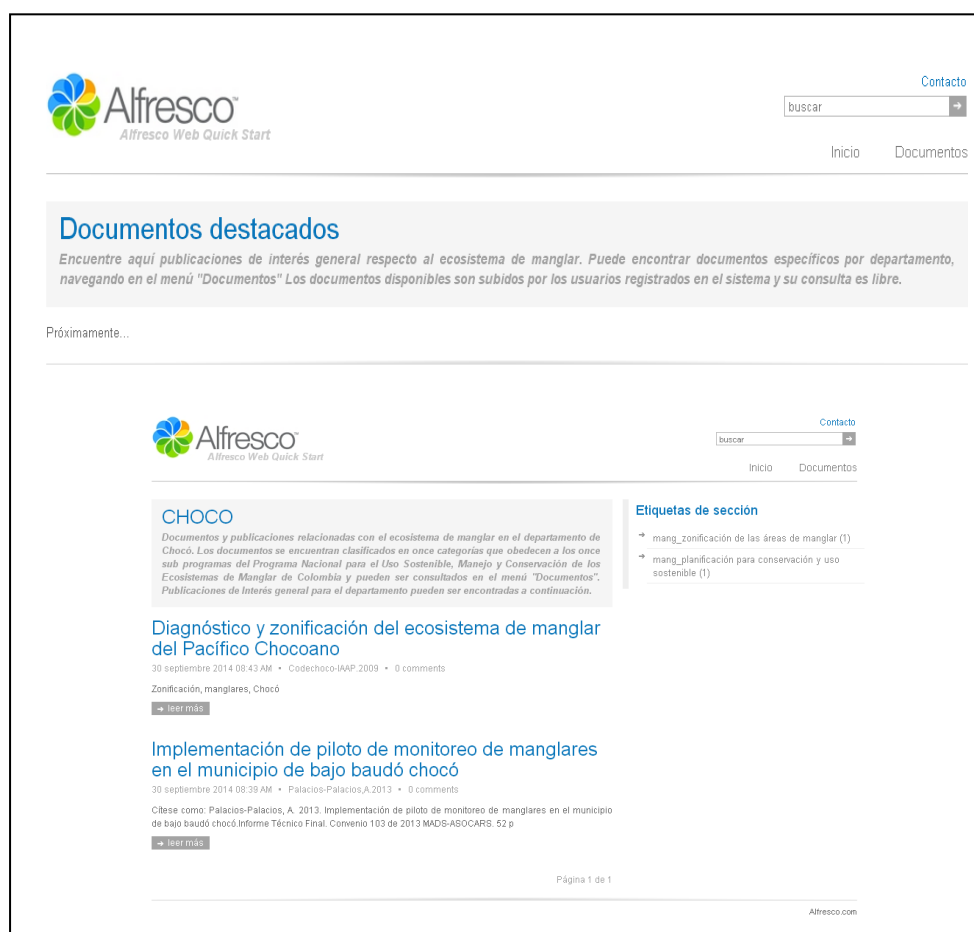 Contacto
Alfresco™
Alfresco Web Quick Start
buscar
Inicio Documentos
Documentos destacados
Encuentre aquí publicaciones de interés general respecto al ecosistema de manglar. Puede encontrar documentos específicos por departamento,
navegando en el menú "Documentos" Los documentos disponibles son subidos por los usuarios registrados en el sistema y su consulta es libre.
Próximamente...
Contacto
Alfresco™
Alfresco Web Quick Start
buscar
Inicio Documentos
CHOCO
Documentos y publicaciones relacionadas con el ecosistema de manglar en el departamento de
Chocó. Los documentos se encuentran clasificados en once categorías que obedecen a los once
sub programas del Programa Nacional para el Uso Sostenible, Manejo y Conservación de los
Ecosistemas de Manglar de Colombia y pueden ser consultados en el menú "Documentos".
Publicaciones de Interés general para el departamento pueden ser encontradas a continuación.
Etiquetas de sección
mang_zonificación de las áreas de manglar (1)
mang_planificación para conservación y uso
sostenible (1)
Diagnóstico y zonificación del ecosistema de manglar
del Pacífico Chocoano
30 septiembre 2014 08:43 AM • Codechoco-IAAP.2009 • 0 comments
Zonificación, manglares, Chocó
leer más
Implementación de piloto de monitoreo de manglares
en el municipio de bajo baudó chocó
30 septiembre 2014 08:39 AM • Palacios-Palacios,A.2013 • 0 comments
Cítese como: Palacios-Palacios, A. 2013. Implementación de piloto de monitoreo de manglares en el municipio
de bajo baudó chocó.Informe Técnico Final. Convenio 103 de 2013 MADS-ASOCARS. 52 p
leer más
Página 1 de 1
Alfresco.com